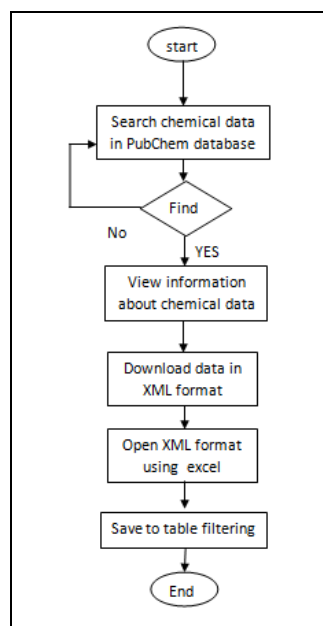 start
Search chemical data
in PubChem database
Find
No
YES
View information
about chemical data
Download data in
XML format
Open XML format
using excel
Save to table filtering
End